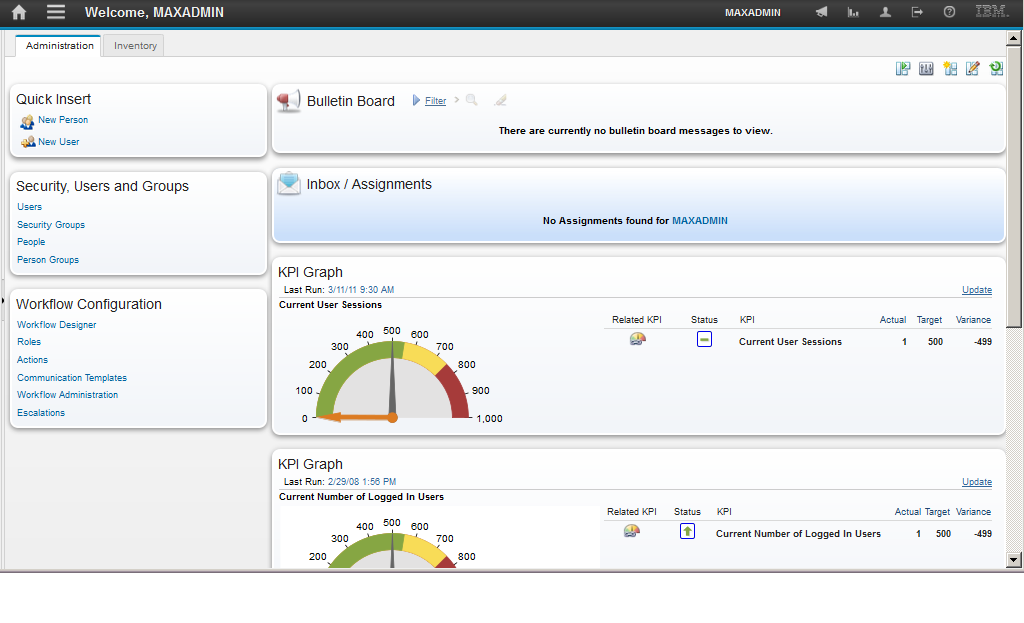 Welcome, MAXADMIN
MAXADMIN
IBM.
Administration
Inventory
Quick Insert
New Person
New User
Security, Users and Groups
Users
Security Groups
People
Person Groups
Workflow Configuration
Workflow Designer
Roles
Actions
Communication Templates
Workflow Administration
Escalations
Bulletin Board
Filter
There are currently no bulletin board messages to view.
Inbox / Assignments
No Assignments found for MAXADMIN
KPI Graph
Last Run: 3/11/11 9:30 AM
Update
Current User Sessions
0 100 200 300 400 500 600 700 800 900 1,000
Related KPI Status KPI Actual Target Variance
Current User Sessions 1 500 -499
KPI Graph
Last Run: 2/29/08 1:56 PM
Update
Current Number of Logged In Users
200 300 400 500 600 700 800
Related KPI Status KPI Actual Target Variance
Current Number of Logged In Users 1 500 -499